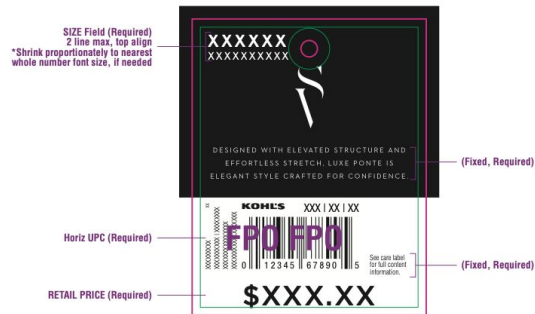 SIZE Field (Required)
2 line max, top align
*Shrink proportionately to nearest
whole number font size, if needed
XXXXXX
XXXXXXXXXX
DESIGNED WITH ELEVATED STRUCTURE AND
EFFORTLESS STRETCH, LUXE PONTE IS
ELEGANT STYLE CRAFTED FOR CONFIDENCE.
(Fixed, Required)
KOHL'S XXX | XX | XX
Horiz UPC (Required)
FPO FPO
0 12345 67890 5
See care label
for full content
information.
(Fixed, Required)
RETAIL PRICE (Required)
$XXX.XX